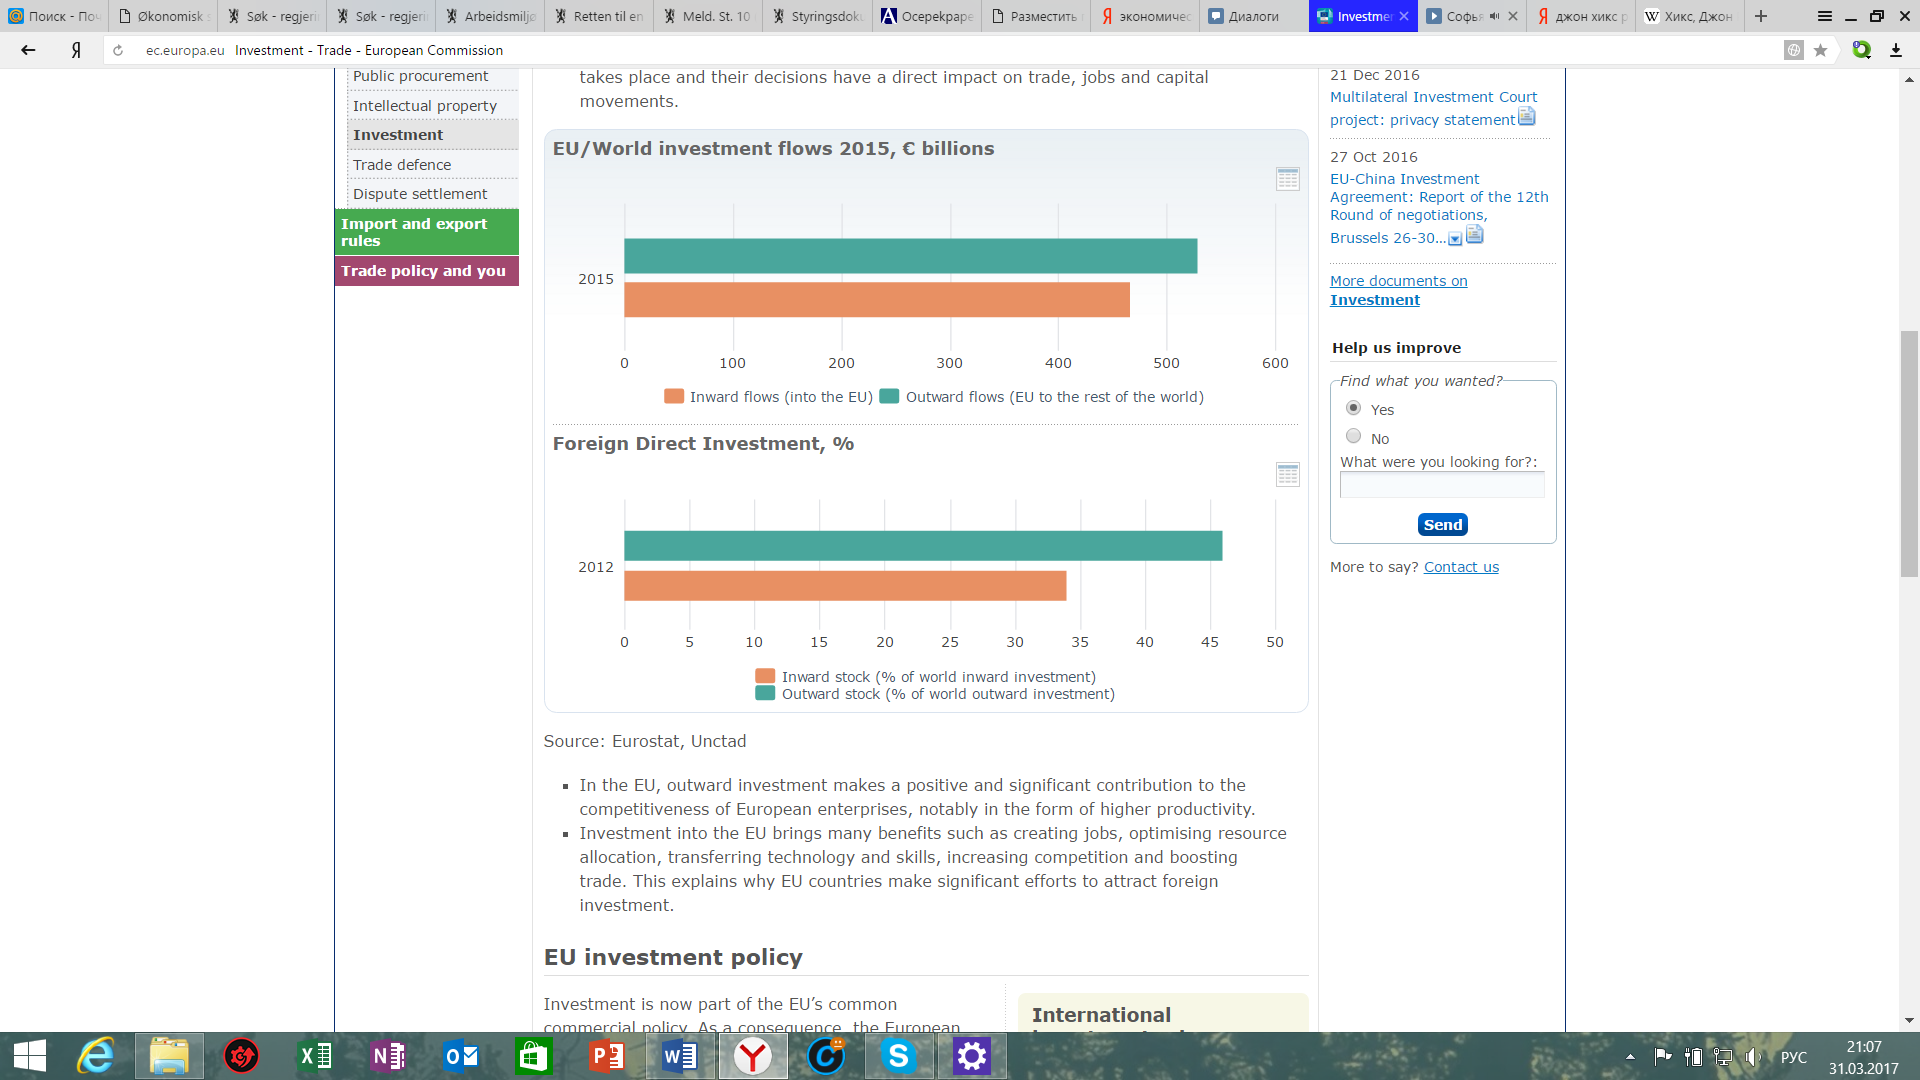 Поиск - По
Økonomisk
Søk - regjeri
Søk - regjeri
Arbeidsmiljø
Retten til en
Meld. St. 10
Styringsdok
Ocepekpape
Разместить
экономичес
Диалоги
Investmen
Софья
джон хикс р
Хикс, Джон
ec.europa.eu Investment - Trade - European Commission
Public procurement
Intellectual property
Investment
Trade defence
Dispute settlement
Import and export
rules
Trade policy and you
takes place and their decisions have a direct impact on trade, jobs and capital
movements.
EU/World investment flows 2015, € billions
2015
0 100 200 300 400 500 600
Inward flows (into the EU) Outward flows (EU to the rest of the world)
Foreign Direct Investment, %
2012
0 5 10 15 20 25 30 35 40 45 50
Inward stock (% of world inward investment)
Outward stock (% of world outward investment)
Source: Eurostat, Unctad
In the EU, outward investment makes a positive and significant contribution to the
competitiveness of European enterprises, notably in the form of higher productivity.
Investment into the EU brings many benefits such as creating jobs, optimising resource
allocation, transferring technology and skills, increasing competition and boosting
trade. This explains why EU countries make significant efforts to attract foreign
investment.
EU investment policy
Investment is now part of the EU’s common
commercial policy. As a consequence, the European
International
21 Dec 2016
Multilateral Investment Court
project: privacy statement
27 Oct 2016
EU-China Investment
Agreement: Report of the 12th
Round of negotiations,
Brussels 26-30...
More documents on
Investment
Help us improve
Find what you wanted?
Yes
No
What were you looking for?:
Send
More to say? Contact us
РУС
21:07
31.03.2017